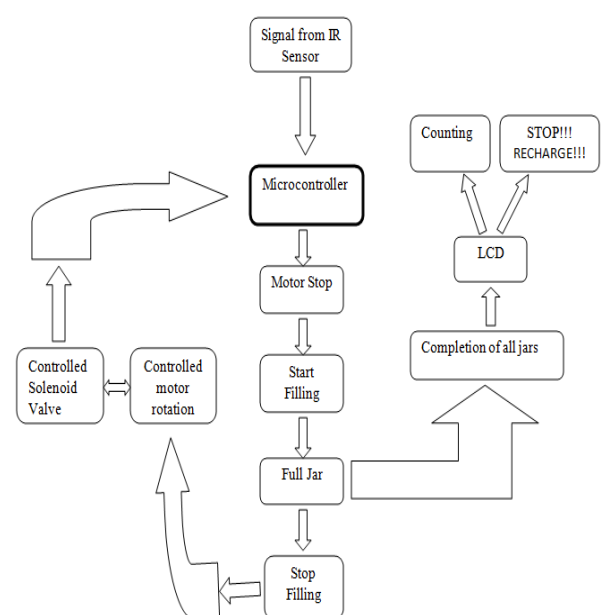 Signal from IR
Sensor
Counting
STOP!!!
RECHARGE!!!
Microcontroller
LCD
Motor Stop
Completion of all jars
Controlled
Solenoid
Valve
Controlled
motor
rotation
Start
Filling
Full Jar
Stop
Filling